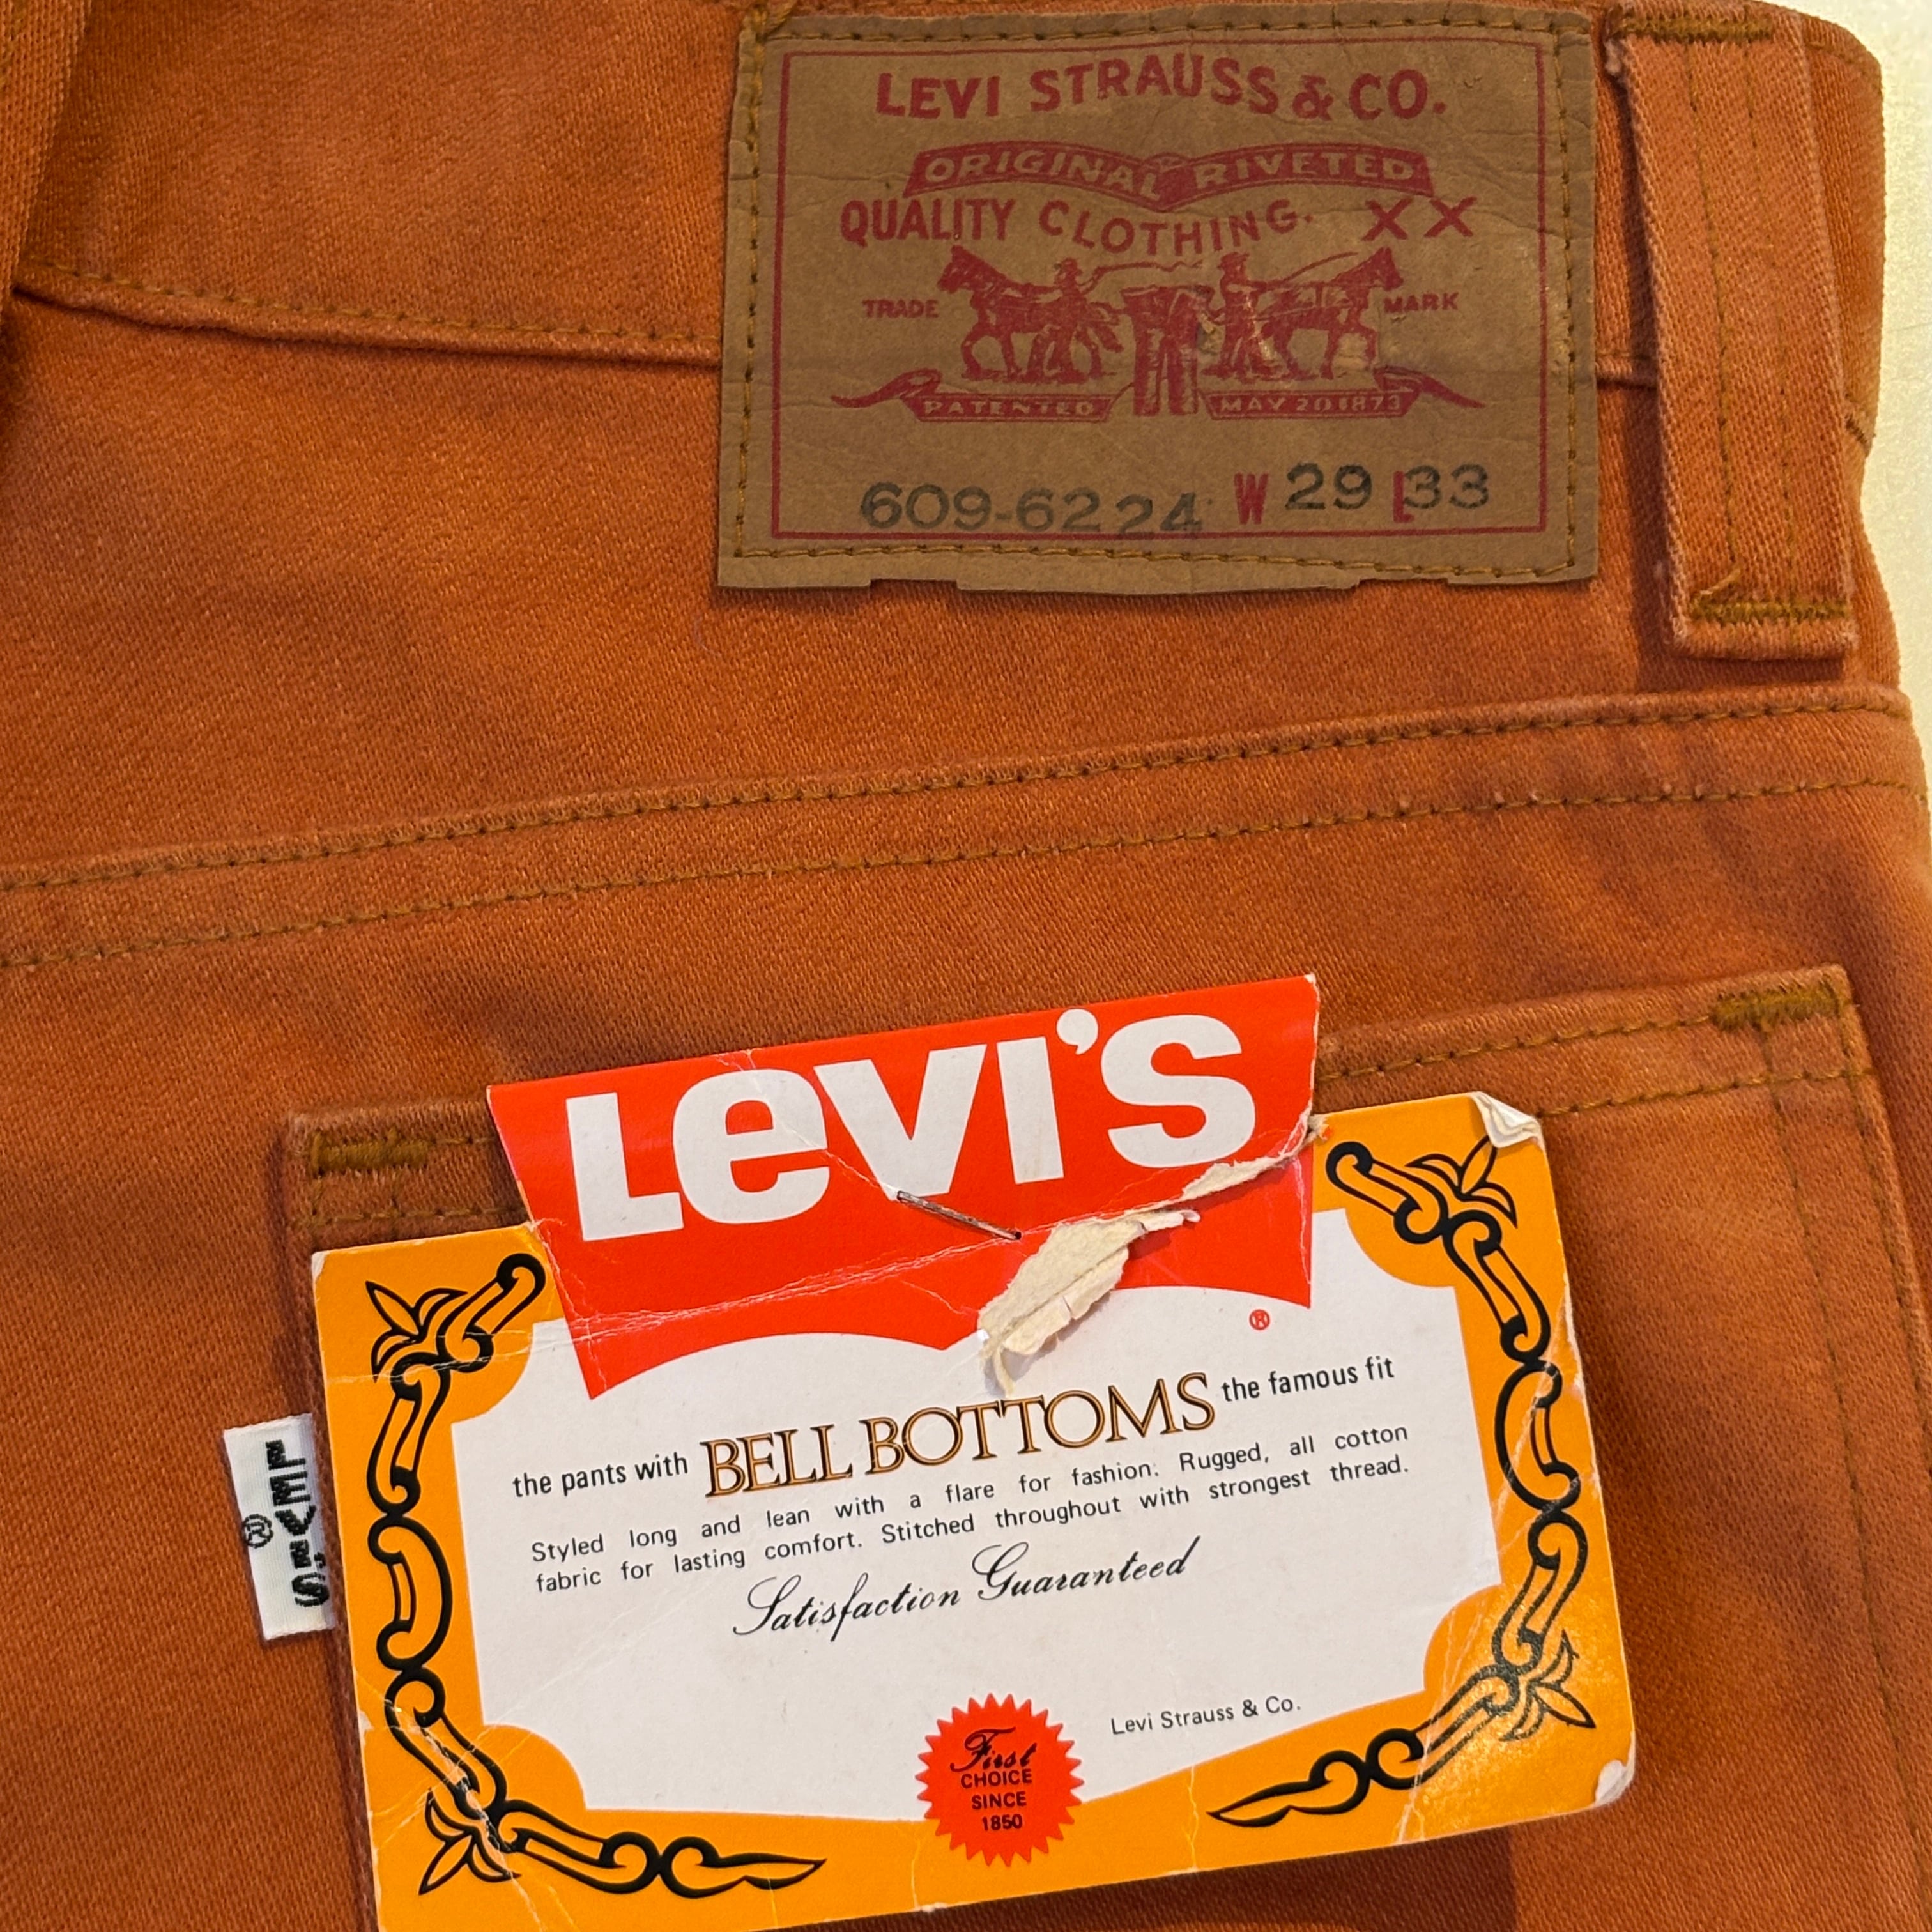 LEVI STRAUSS & CO.
ORIGINAL RIVETED
QUALITY CLOTHING. XX
TRADE MARK
PATENTED MAY 20 1873
609-6224 W 29 L 33
LEVI'S
®
the pants with BELL BOTTOMS the famous fit
Styled long and lean with a flare for fashion. Rugged, all cotton
fabric for lasting comfort. Stitched throughout with strongest thread.
Satisfaction Guaranteed
Levi Strauss & Co.
First
CHOICE
SINCE
1850
LEVI'S
®